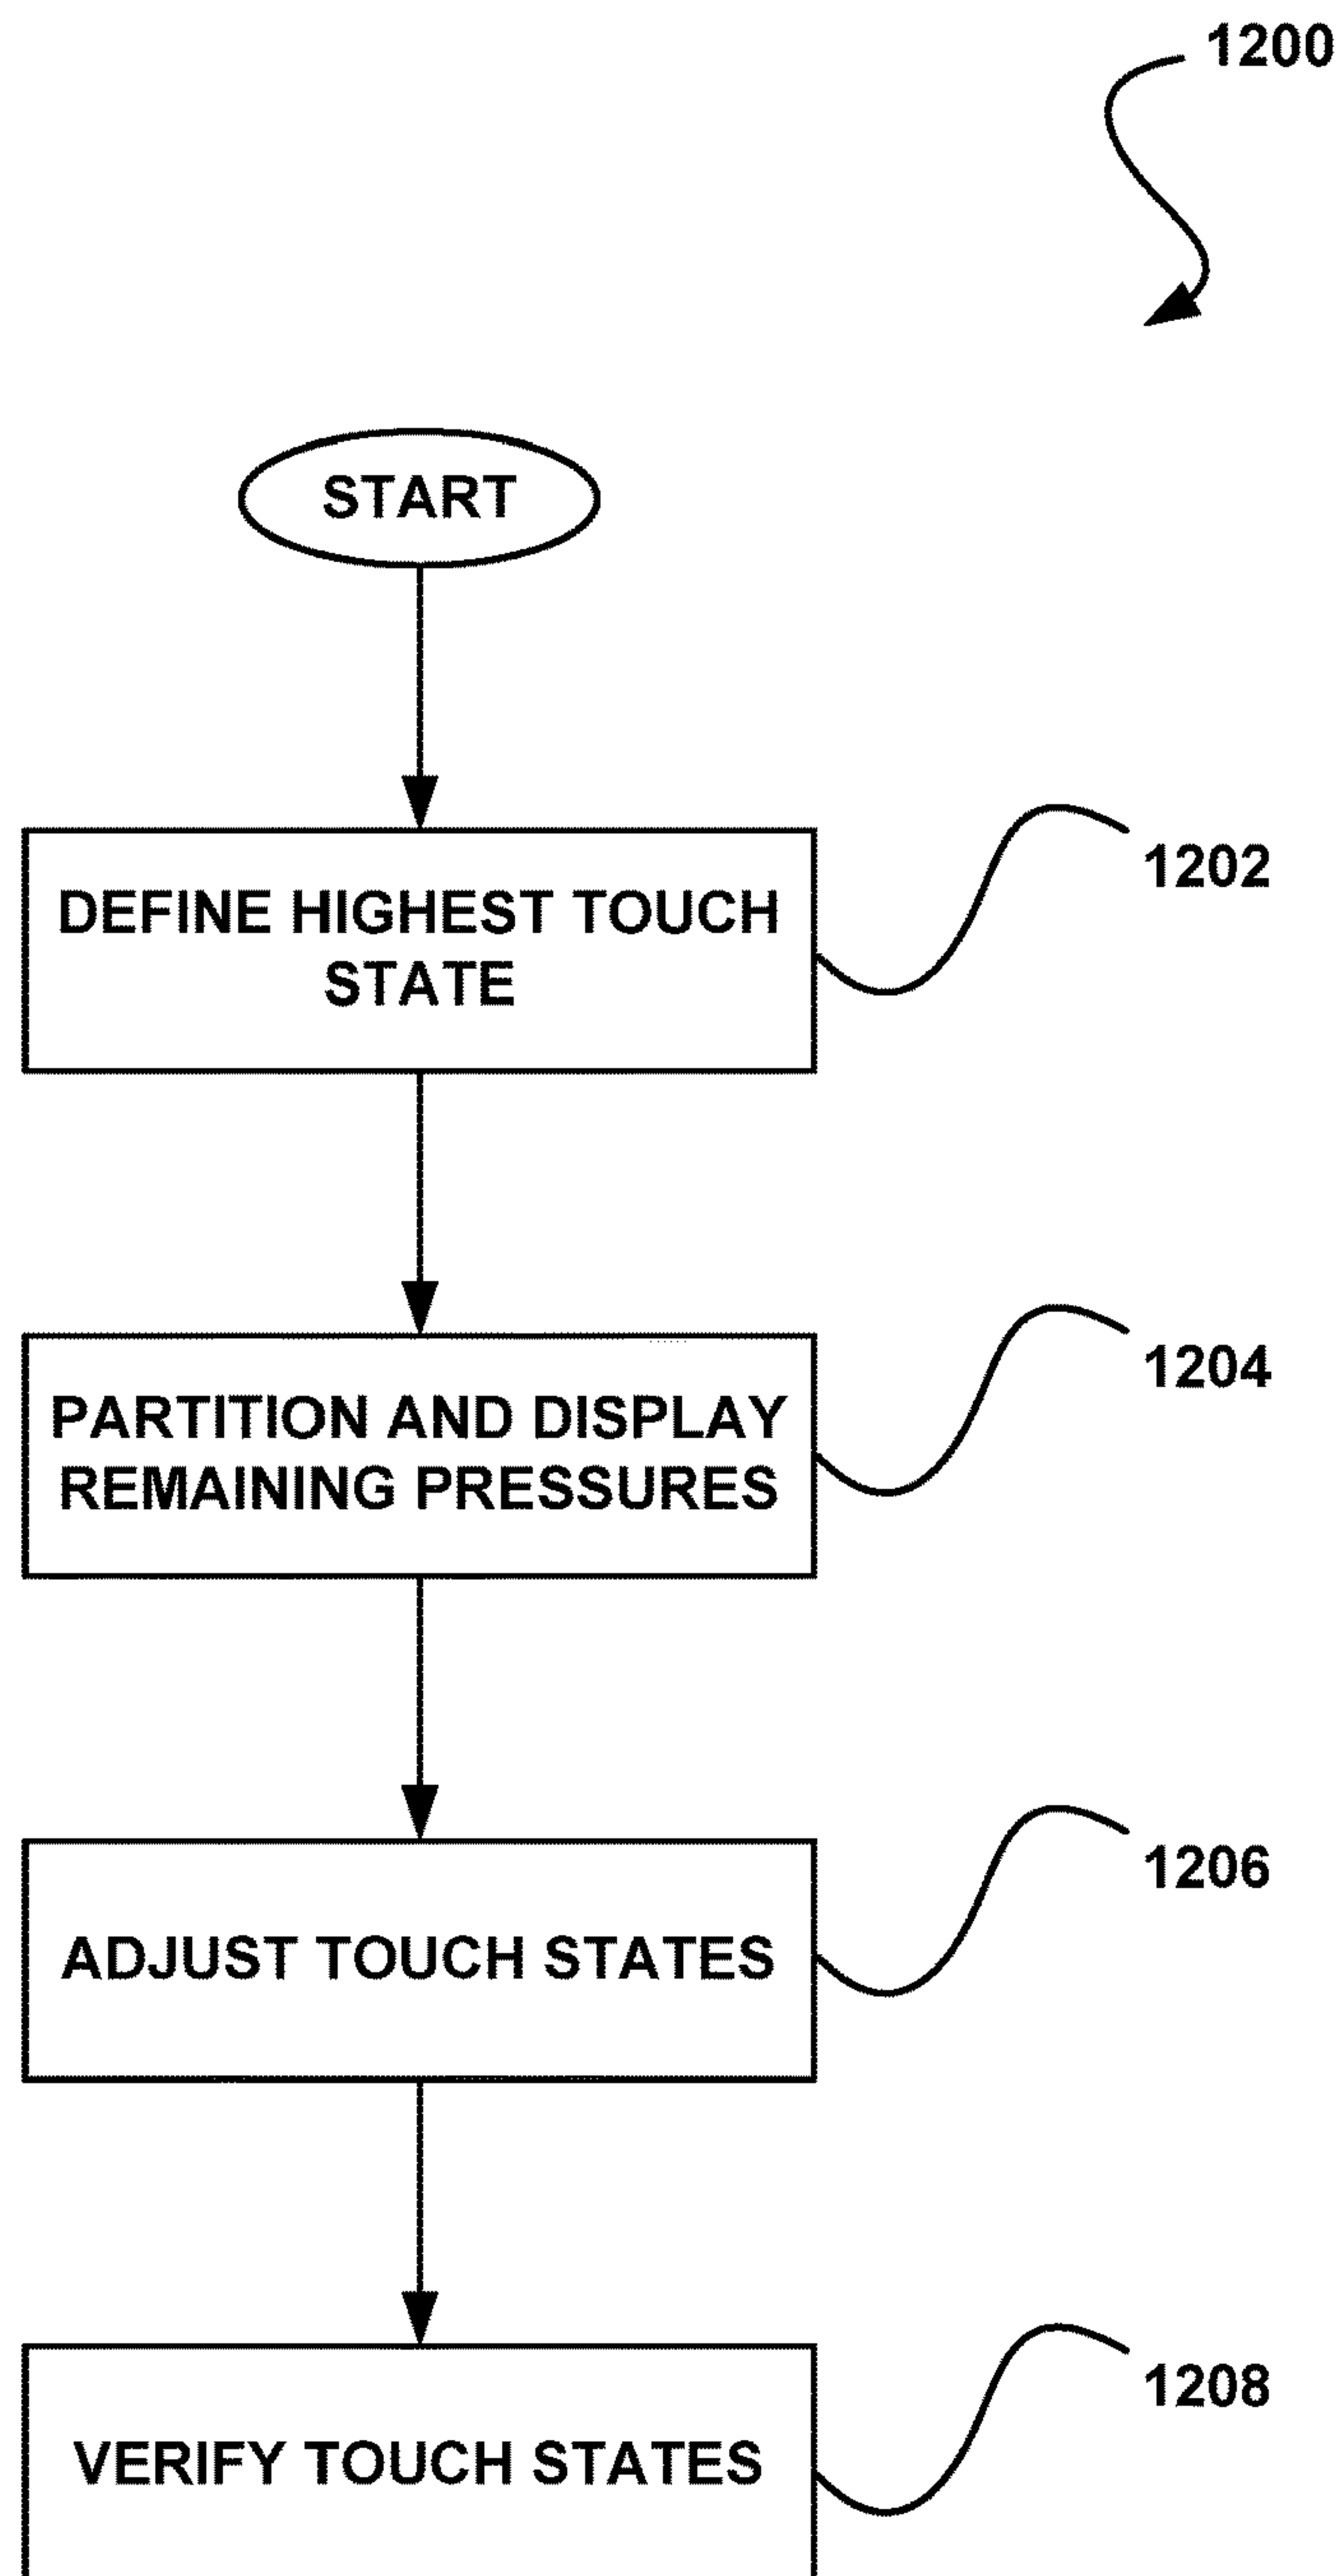 1200
START
DEFINE HIGHEST TOUCH
STATE
1202
PARTITION AND DISPLAY
REMAINING PRESSURES
1204
ADJUST TOUCH STATES
1206
VERIFY TOUCH STATES
1208